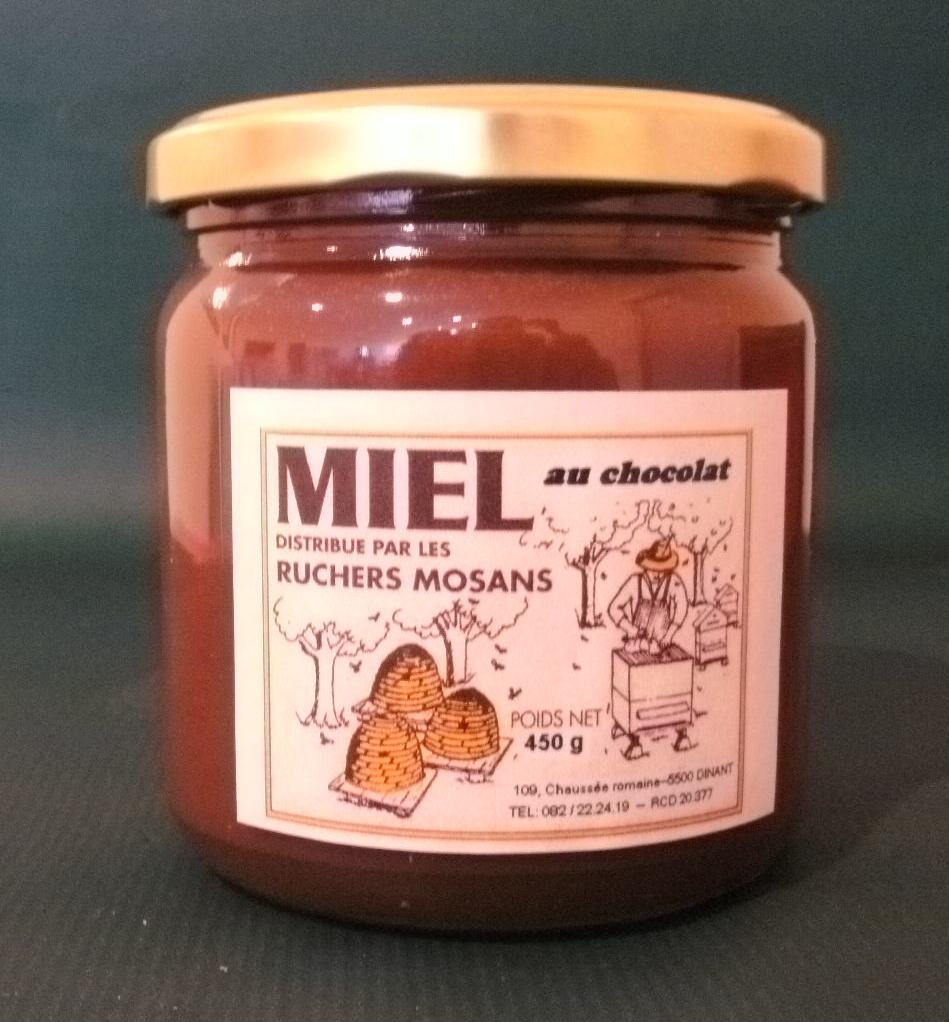 MIEL au chocolat
DISTRIBUE PAR LES
RUCHERS MOSANS
POIDS NET
450 g
109, Chaussée romaine-5500 DINANT
TEL: 082 / 22.24.19 - RCD 20.377